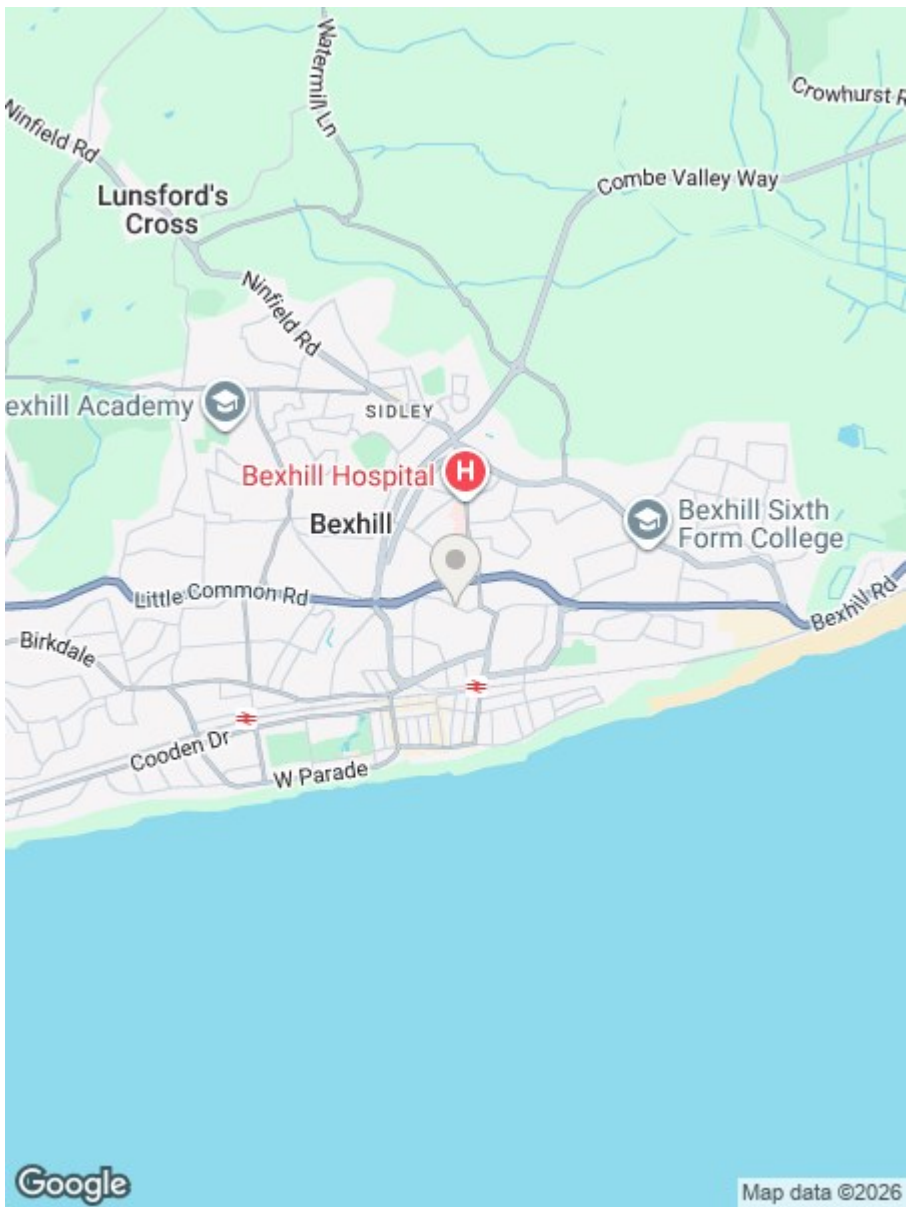 Watermill Ln
Crowhurst R
Ninfield Rd
Combe Valley Way
Lunsford's
Cross
Ninfield Rd
exhill Academy
SIDLEY
Bexhill Hospital
H
Bexhill
Bexhill Sixth
Form College
Little Common Rd
Bexhill Rd
Birkdale
Cooden Dr
W Parade
Google
Map data ©2026